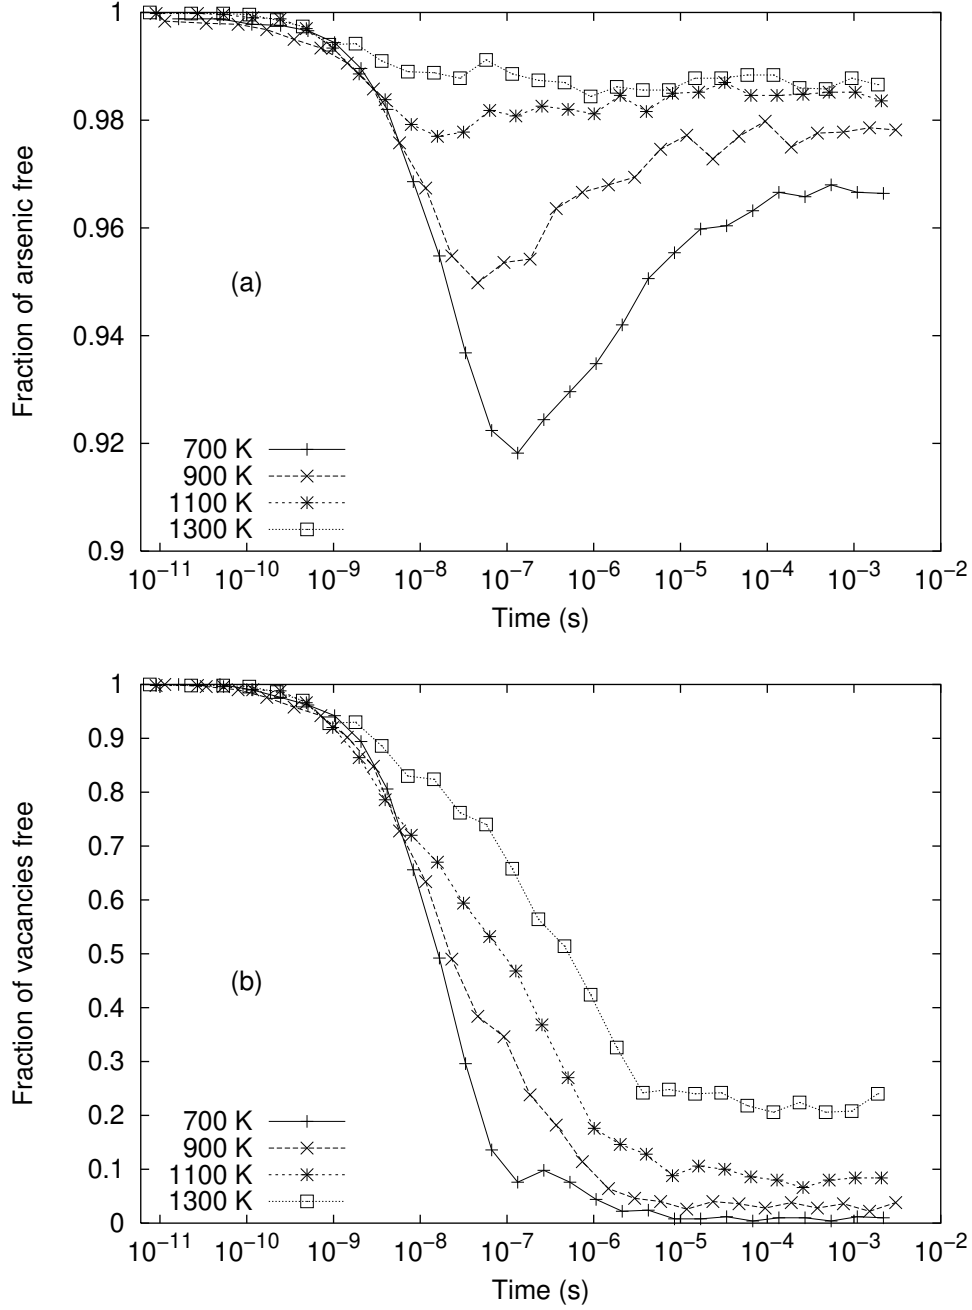 1
0.98
0.96
0.94
0.92
0.9
Fraction of arsenic free
(a)
700 K
900 K
1100 K
1300 K
10⁻¹¹ 10⁻¹⁰ 10⁻⁹ 10⁻⁸ 10⁻⁷ 10⁻⁶ 10⁻⁵ 10⁻⁴ 10⁻³ 10⁻²
Time (s)
1
0.9
0.8
0.7
0.6
0.5
0.4
0.3
0.2
0.1
0
Fraction of vacancies free
(b)
700 K
900 K
1100 K
1300 K
10⁻¹¹ 10⁻¹⁰ 10⁻⁹ 10⁻⁸ 10⁻⁷ 10⁻⁶ 10⁻⁵ 10⁻⁴ 10⁻³ 10⁻²
Time (s)